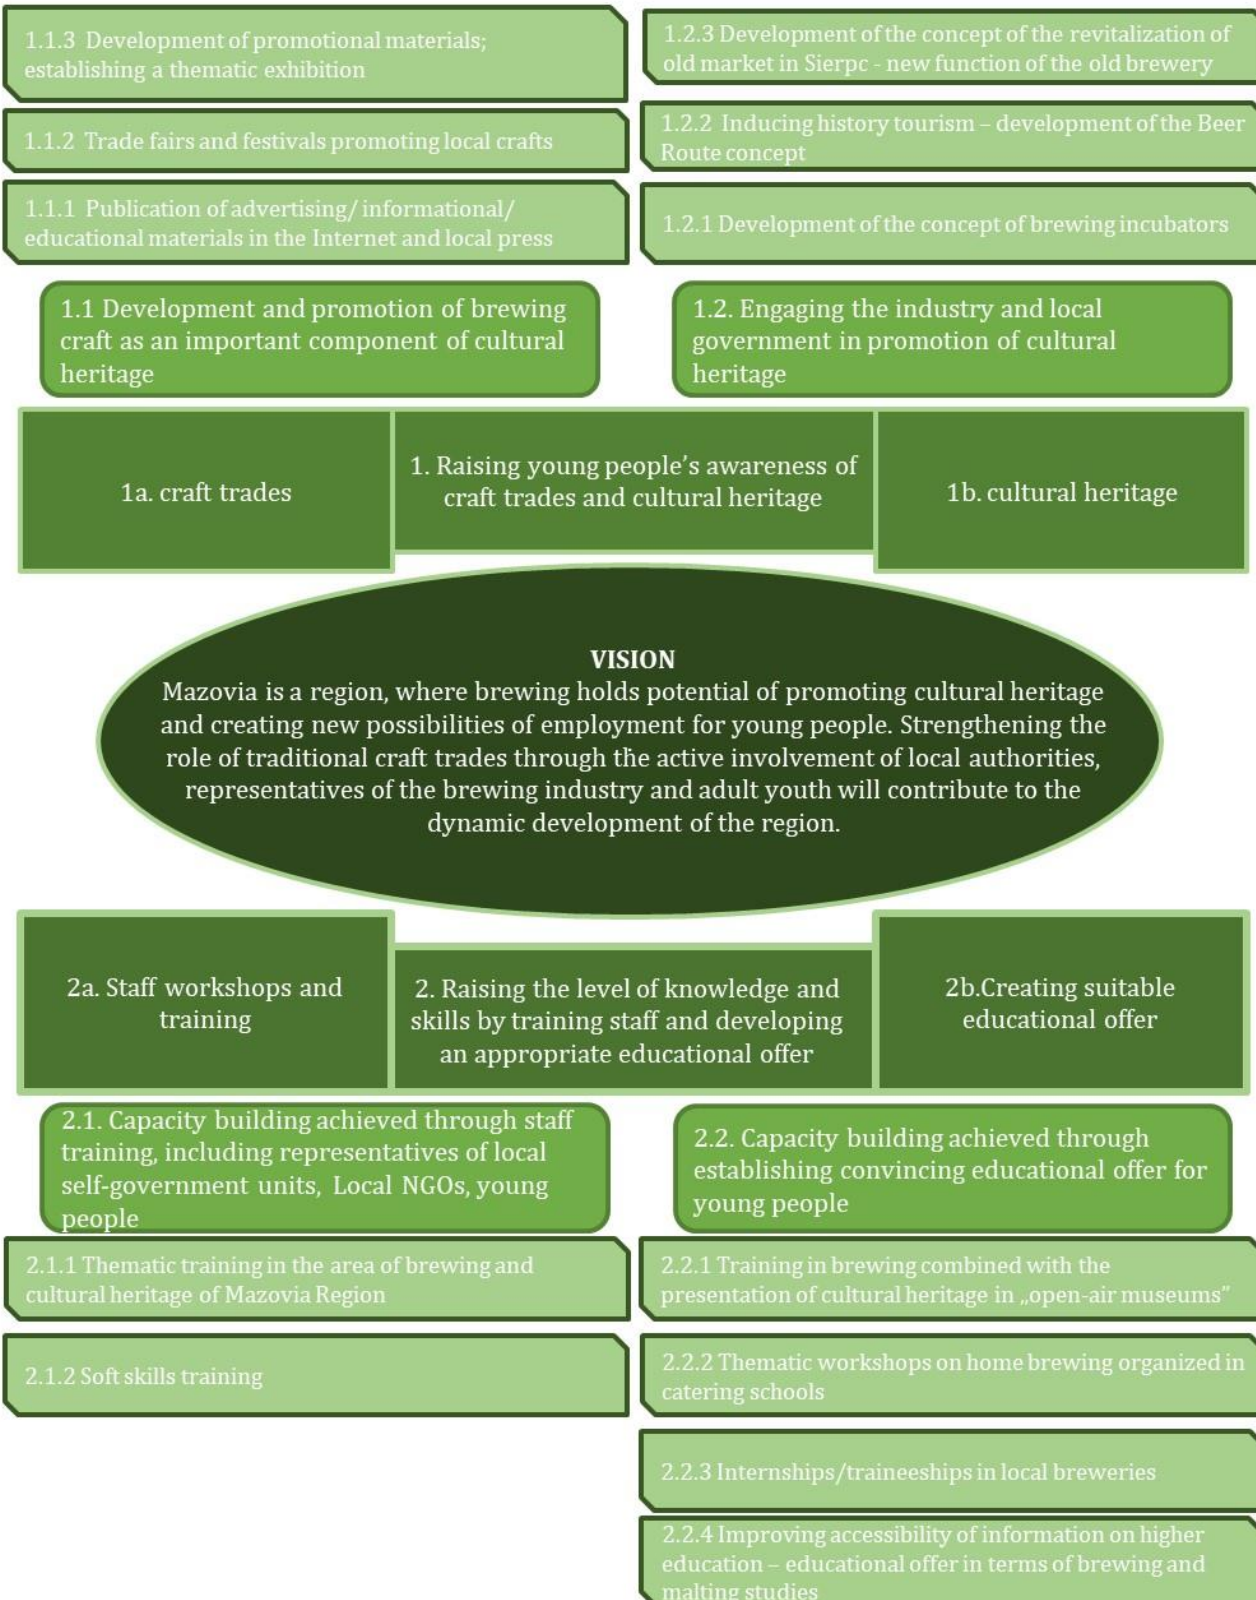 1.1.3 Development of promotional materials;
establishing a thematic exhibition
1.2.3 Development of the concept of the revitalization of
old market in Sierpc - new function of the old brewery
1.1.2 Trade fairs and festivals promoting local crafts
1.2.2 Inducing history tourism – development of the Beer
Route concept
1.1.1 Publication of advertising/ informational/
educational materials in the Internet and local press
1.2.1 Development of the concept of brewing incubators
1.1 Development and promotion of brewing
craft as an important component of cultural
heritage
1.2. Engaging the industry and local
government in promotion of cultural
heritage
1a. craft trades
1. Raising young people’s awareness of
craft trades and cultural heritage
1b. cultural heritage
VISION
Mazovia is a region, where brewing holds potential of promoting cultural heritage
and creating new possibilities of employment for young people. Strengthening the
role of traditional craft trades through the active involvement of local authorities,
representatives of the brewing industry and adult youth will contribute to the
dynamic development of the region.
2a. Staff workshops and
training
2. Raising the level of knowledge and
skills by training staff and developing
an appropriate educational offer
2b.Creating suitable
educational offer
2.1. Capacity building achieved through staff
training, including representatives of local
self-government units, Local NGOs, young
people
2.2. Capacity building achieved through
establishing convincing educational offer for
young people
2.1.1 Thematic training in the area of brewing and
cultural heritage of Mazovia Region
2.2.1 Training in brewing combined with the
presentation of cultural heritage in „open-air museums”
2.1.2 Soft skills training
2.2.2 Thematic workshops on home brewing organized in
catering schools
2.2.3 Internships/traineeships in local breweries
2.2.4 Improving accessibility of information on higher
education – educational offer in terms of brewing and
malting studies